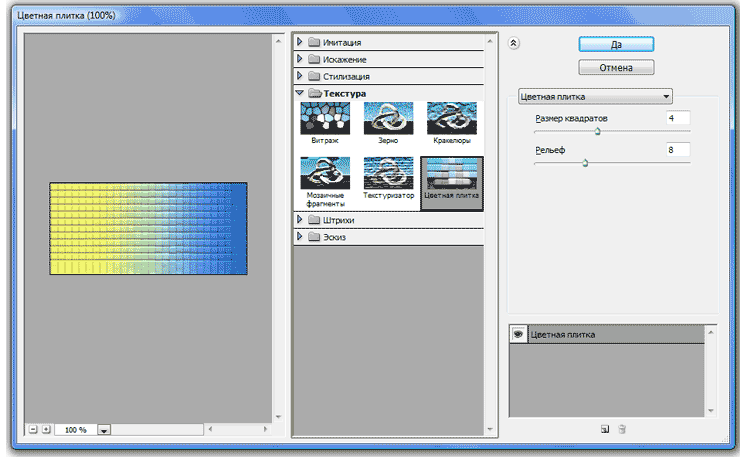 Цветная плитка (100%)
Имитация
Искажение
Стилизация
Текстура
Витраж
Зерно
Кракелюры
Мозаичные фрагменты
Текстуризатор
Цветная плитка
Штрихи
Эскиз
100 %
Да
Отмена
Цветная плитка
Размер квадратов 4
Рельеф 8
Цветная плитка